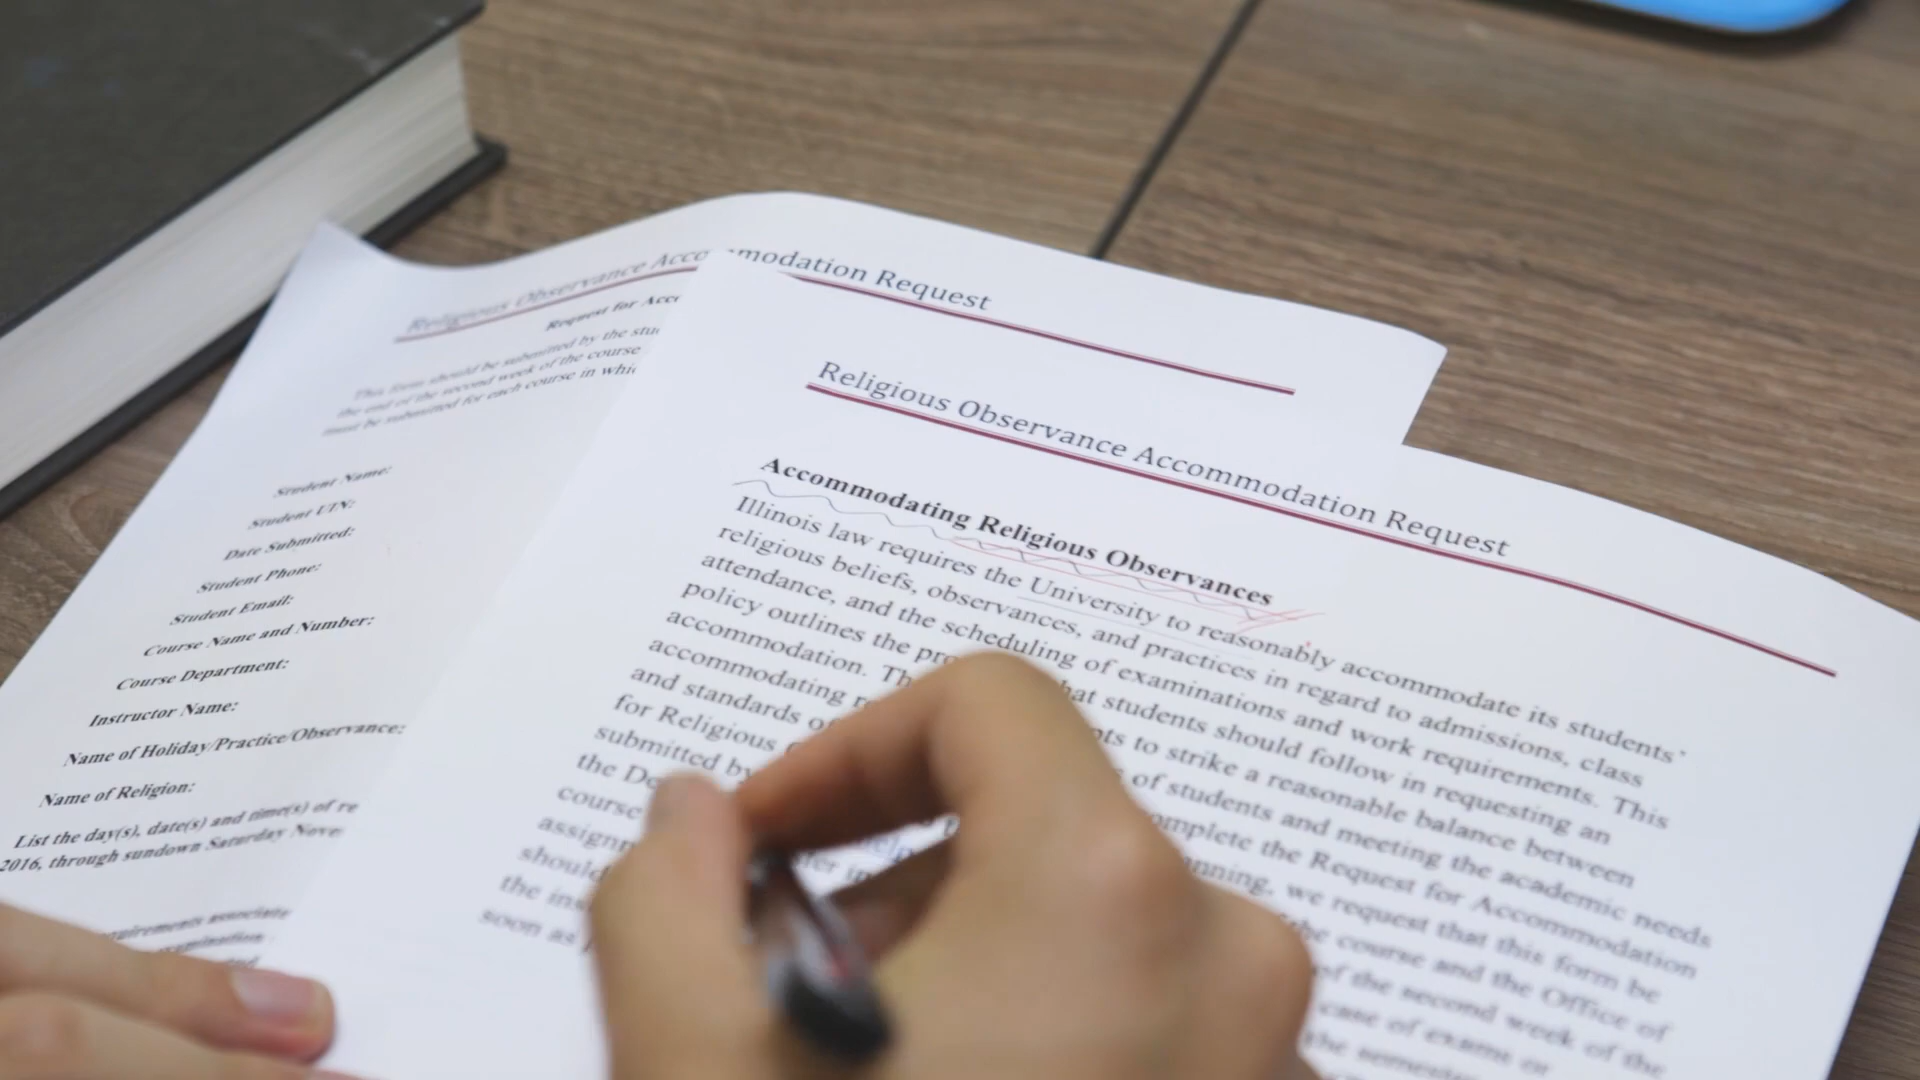 Religious Observance Accommodation Request
Request for Acc
This form should be submitted by the stu
the end of the second week of the course
must be submitted for each course in whic
Student Name:
Student UIN:
Date Submitted:
Student Phone:
Student Email:
Course Name and Number:
Course Department:
Instructor Name:
Name of Holiday/Practice/Observance:
Name of Religion:
List the day(s), date(s) and time(s) of re
2016, through sundown Saturday Nove
quirements associate
examination
Religious Observance Accommodation Request
Accommodating Religious Observances
Illinois law requires the University to reasonably accommodate its students'
religious beliefs, observances, and practices in regard to admissions, class
attendance, and the scheduling of examinations and work requirements. This
policy outlines the pro hat students should follow in requesting an
accommodation. Th pts to strike a reasonable balance between
accommodating re of students and meeting the academic needs
and standards o omplete the Request for Accommodation
for Religious anning, we request that this form be
submitted by the course and the Office of
the De of the second week of the
course case of exams or
assignm the semester
should
the ins
soon as